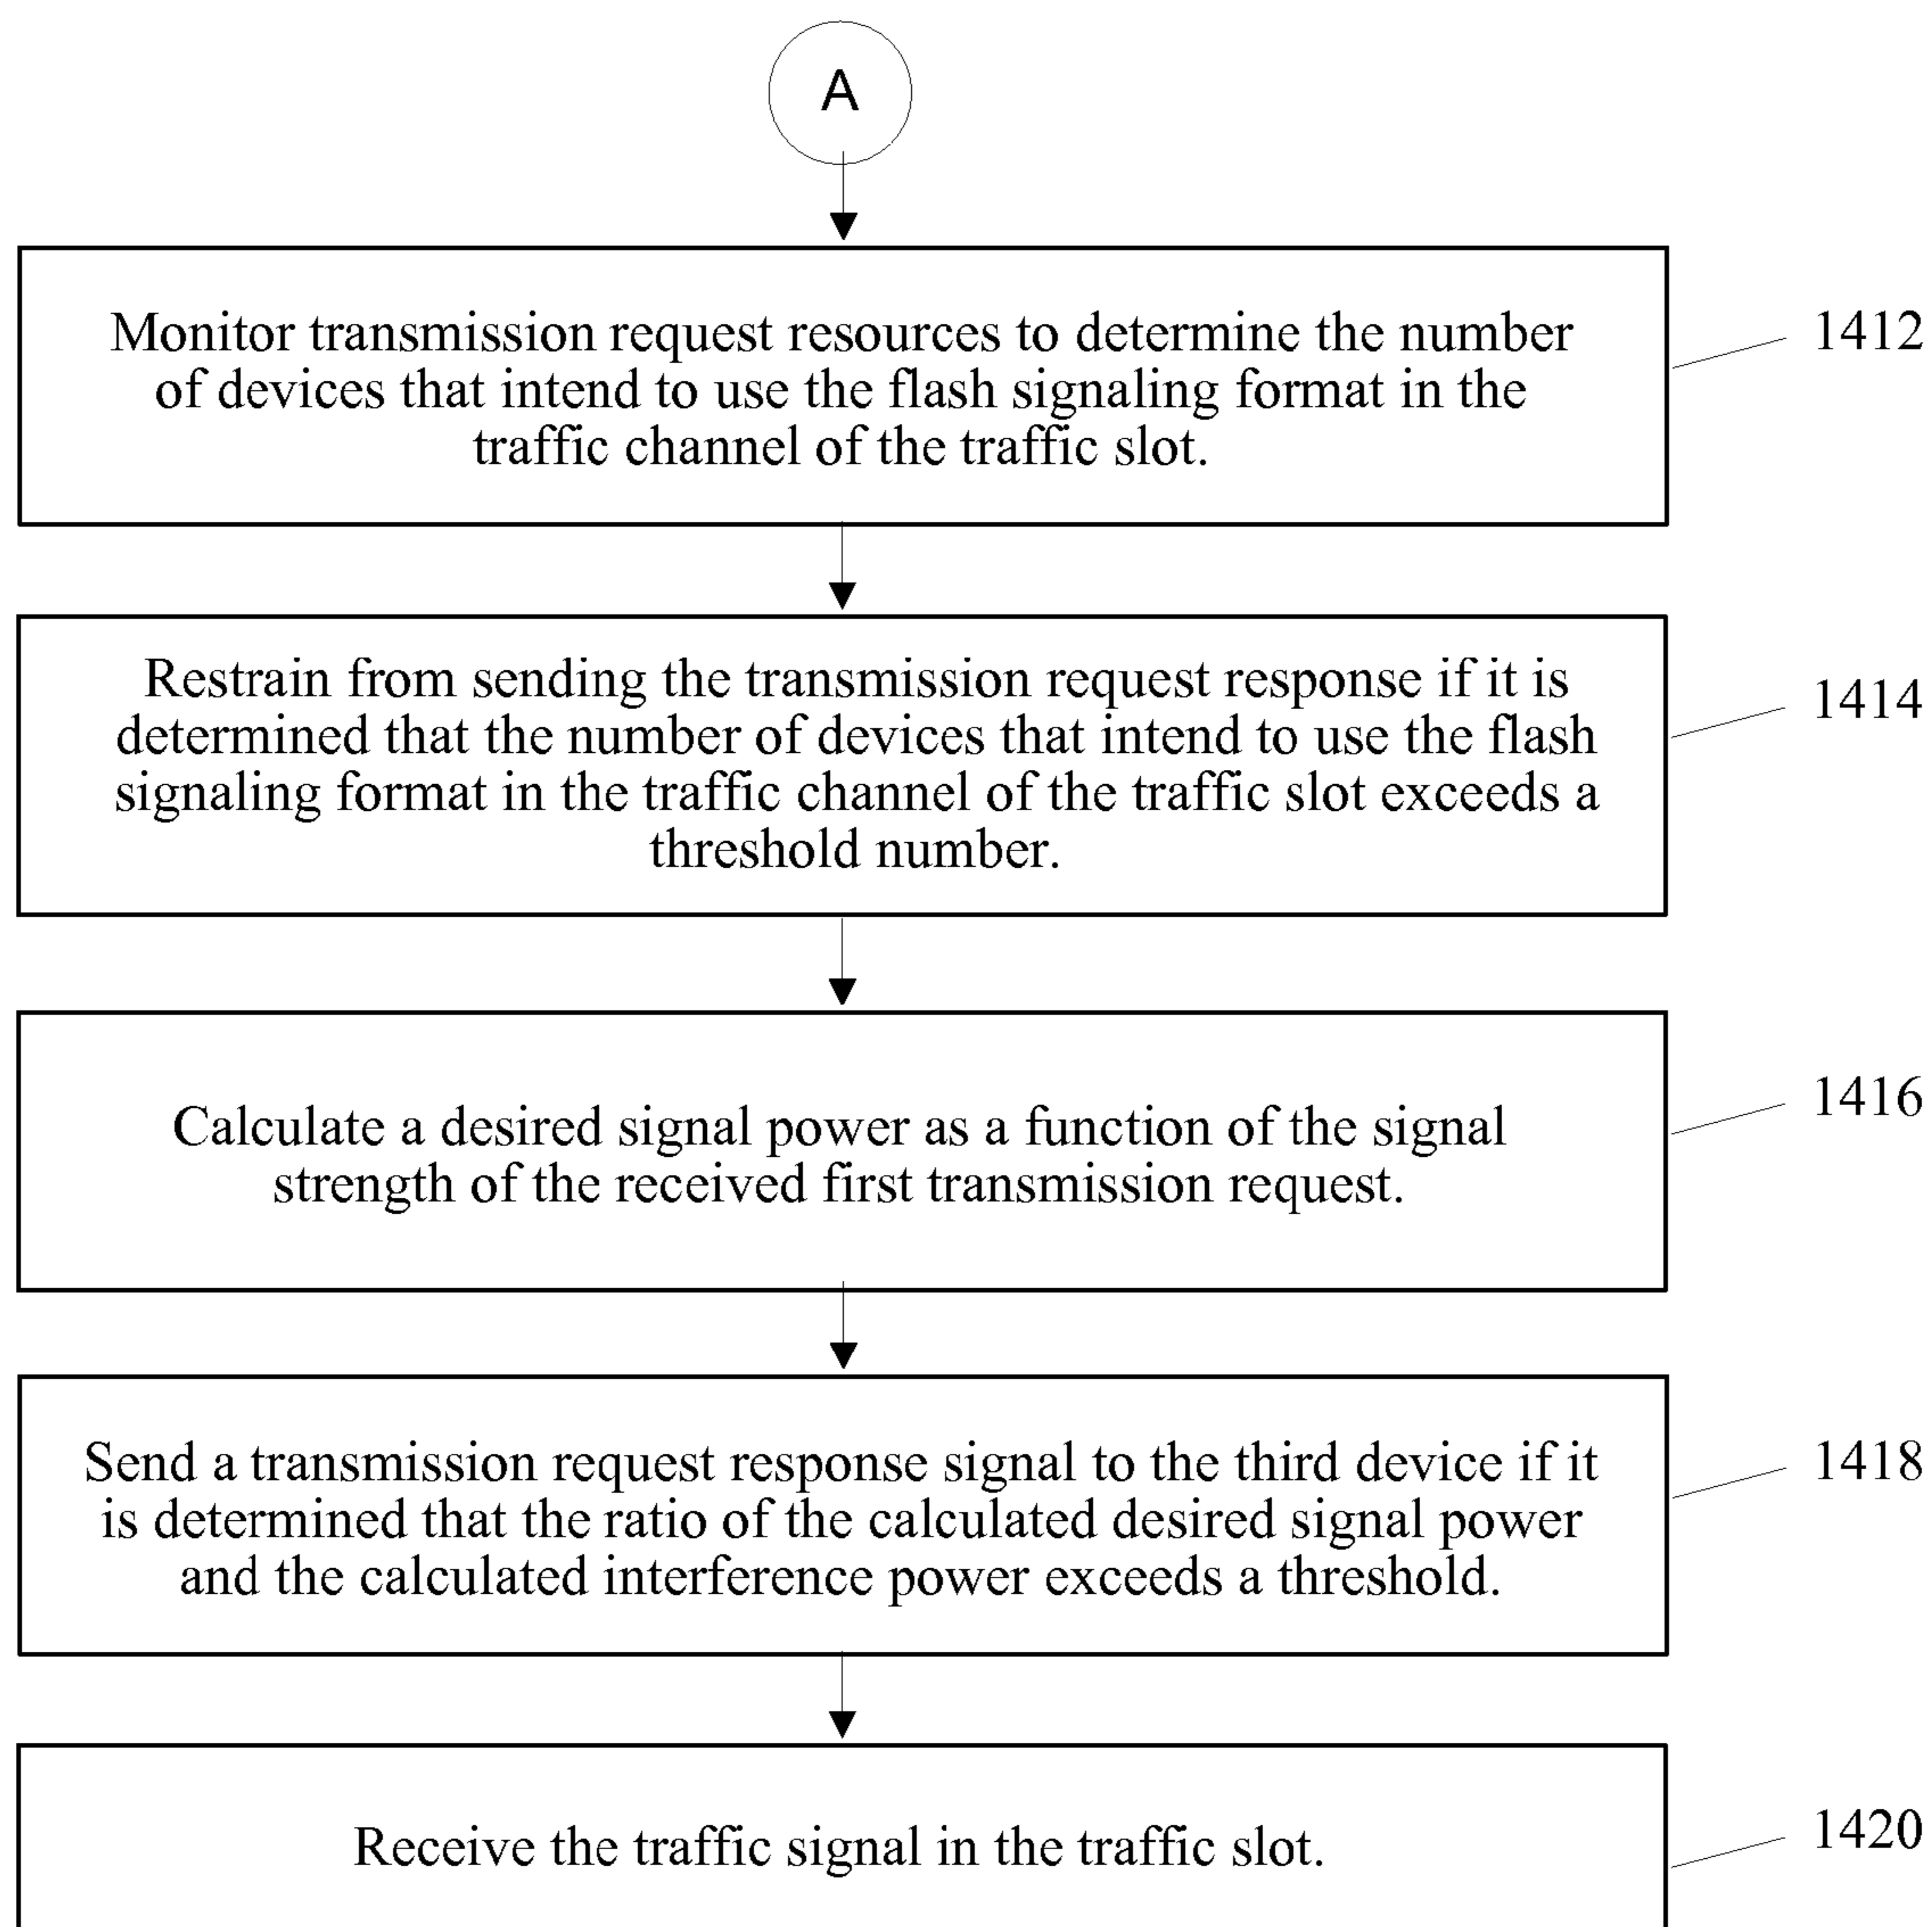 A
Monitor transmission request resources to determine the number
of devices that intend to use the flash signaling format in the
traffic channel of the traffic slot.
1412
Restrain from sending the transmission request response if it is
determined that the number of devices that intend to use the flash
signaling format in the traffic channel of the traffic slot exceeds a
threshold number.
1414
Calculate a desired signal power as a function of the signal
strength of the received first transmission request.
1416
Send a transmission request response signal to the third device if it
is determined that the ratio of the calculated desired signal power
and the calculated interference power exceeds a threshold.
1418
Receive the traffic signal in the traffic slot.
1420